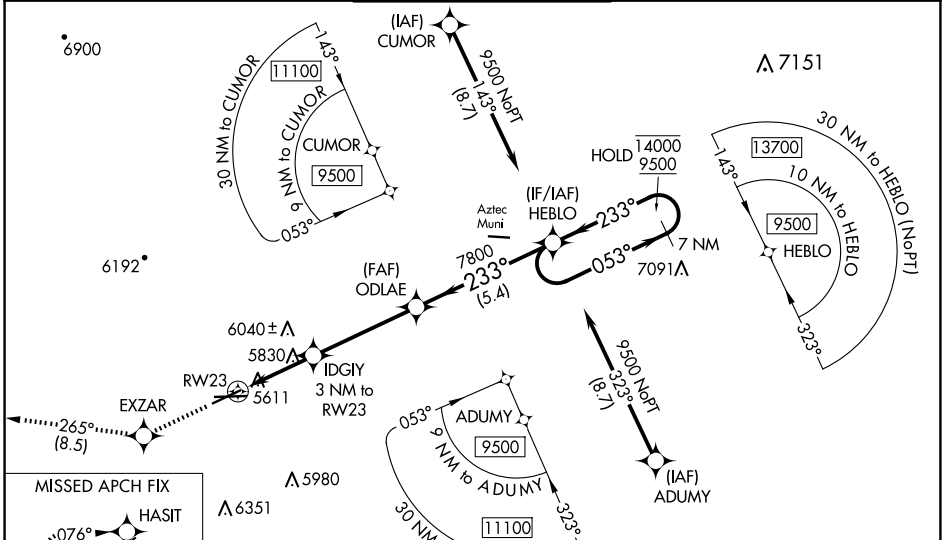 (IAF)
CUMOR
6900
143°
11100
30 NM to CUMOR
9 NM to CUMOR
CUMOR
9500
053°
9500 NoPT
143°
(8.7)
7151
HOLD
14000
9500
30 NM to HEBLO (NoPT)
143°
13700
10 NM to HEBLO
9500
HEBLO
323°
(IF/IAF)
HEBLO
Aztec
Muni
233°
053°
7 NM
7091
6192
7800
233°
(5.4)
(FAF)
ODLAE
6040±
5830
IDGIY
3 NM to
RW23
RW23
5611
EXZAR
265°
(8.5)
9500 NoPT
323°
(8.7)
(IAF)
ADUMY
053°
ADUMY
9500
9 NM to ADUMY
30 NM
11100
323°
5980
6351
MISSED APCH FIX
HASIT
076°